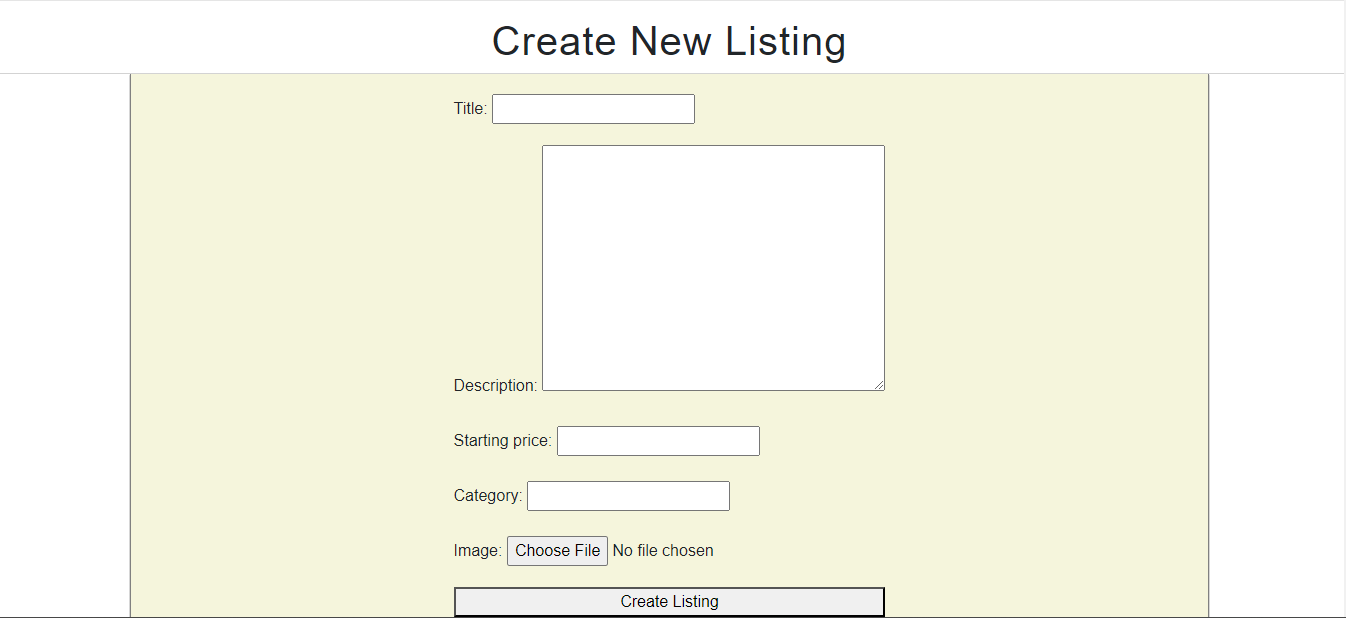 Create New Listing
Title:
Description:
Starting price:
Category:
Image: Choose File No file chosen
Create Listing